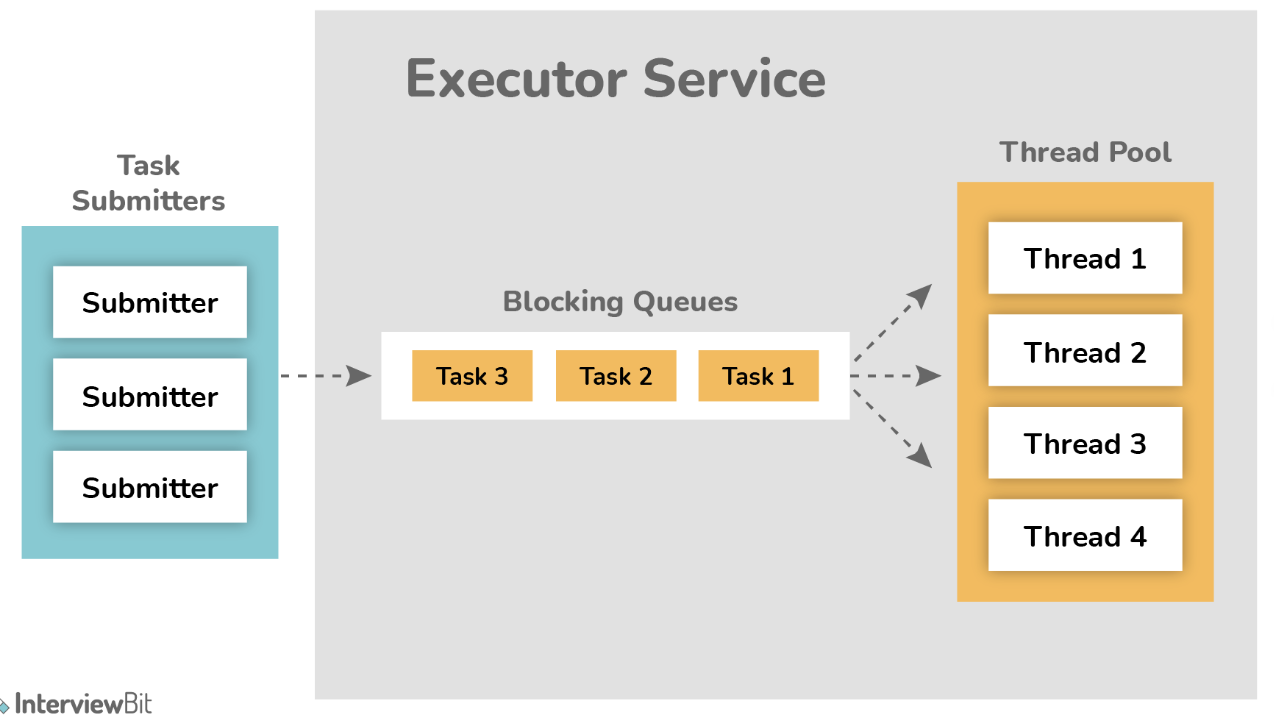 Executor Service
Task
Submitters
Submitter
Submitter
Submitter
Blocking Queues
Task 3 Task 2 Task 1
Thread Pool
Thread 1
Thread 2
Thread 3
Thread 4
InterviewBit